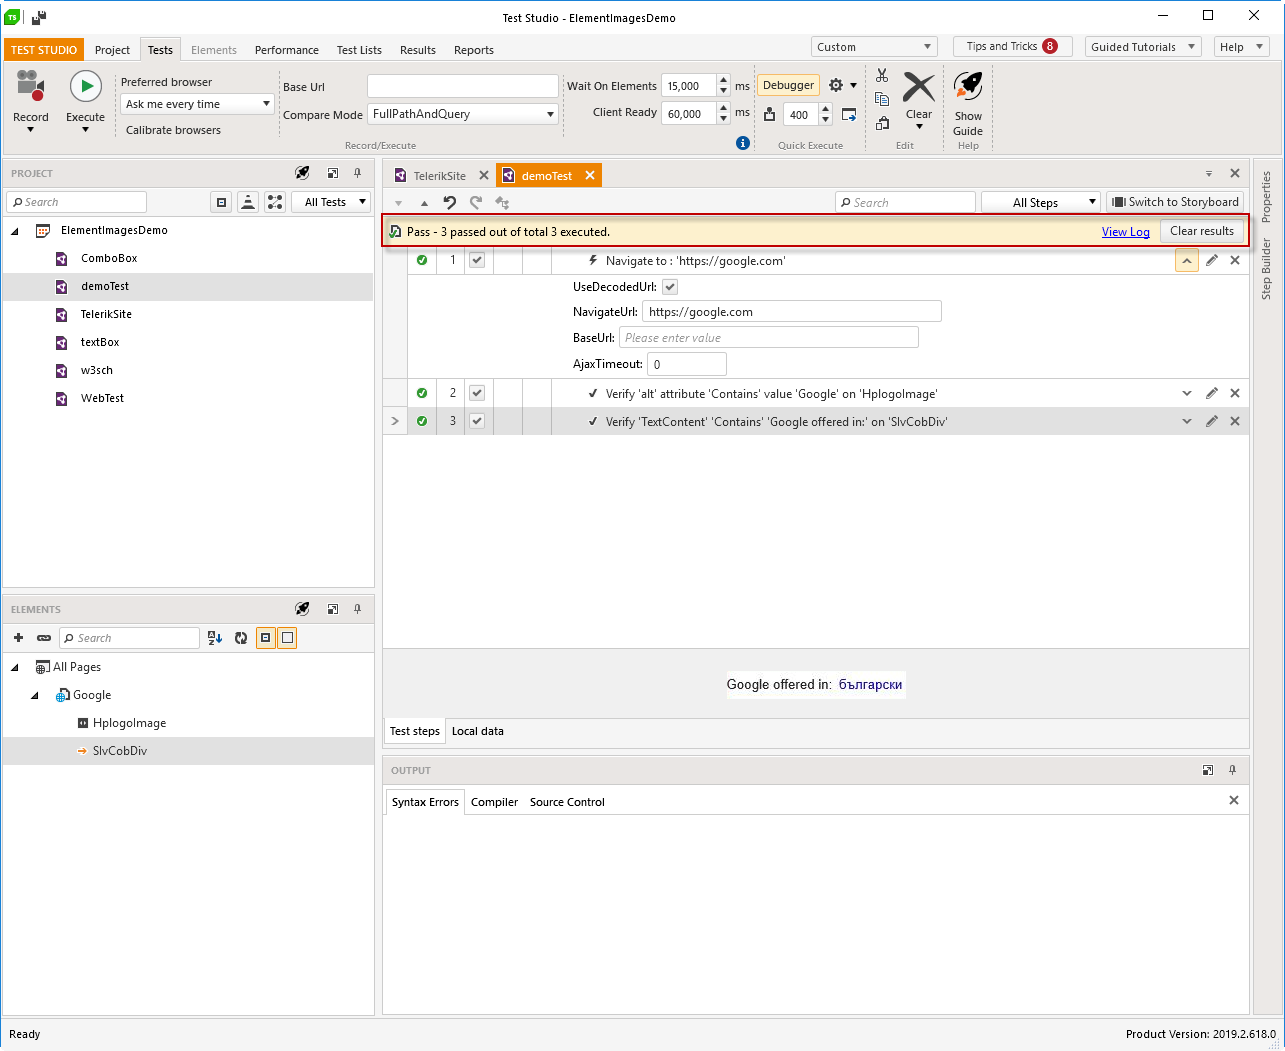 TS
Test Studio - ElementImagesDemo
TEST STUDIO Project Tests Elements Performance Test Lists Results Reports Custom Tips and Tricks 8 Guided Tutorials Help
Record
Execute
Preferred browser
Ask me every time
Calibrate browsers
Base Url
Compare Mode FullPathAndQuery
Record/Execute
Wait On Elements 15,000 ms
Client Ready 60,000 ms
Debugger
400
Quick Execute
Clear
Edit
Show
Guide
Help
PROJECT
Search All Tests
ElementImagesDemo
ComboBox
demoTest
TelerikSite
textBox
w3sch
WebTest
ELEMENTS
Search
All Pages
Google
HplogoImage
SlvCobDiv
TelerikSite demoTest
Search All Steps Switch to Storyboard
Pass - 3 passed out of total 3 executed. View Log Clear results
1 Navigate to : 'https://google.com'
UseDecodedUrl:
NavigateUrl: https://google.com
BaseUrl: Please enter value
AjaxTimeout: 0
2 Verify 'alt' attribute 'Contains' value 'Google' on 'HplogoImage'
3 Verify 'TextContent' 'Contains' 'Google offered in:' on 'SlvCobDiv'
Google offered in: български
Test steps Local data
OUTPUT
Syntax Errors Compiler Source Control
Properties
Step Builder
Ready
Product Version: 2019.2.618.0